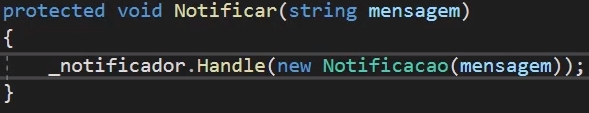 protected void Notificar(string mensagem)
{
    _notificador.Handle(new Notificacao(mensagem));
}